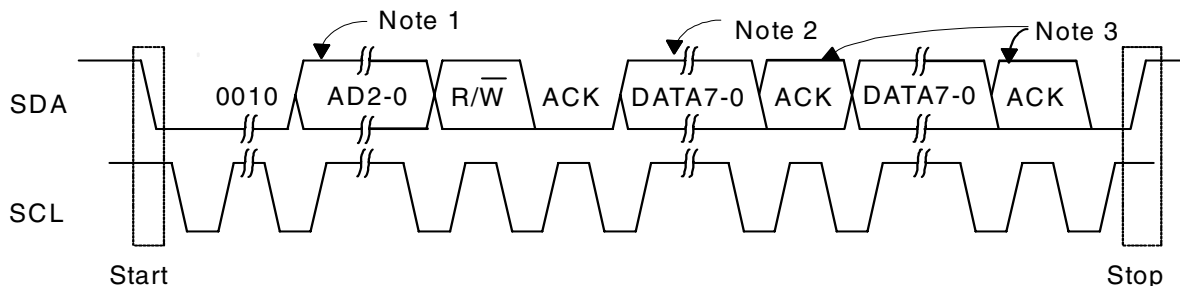 Note 1
Note 2
Note 3
SDA
0010
AD2-0
R/W̅
ACK
DATA7-0
ACK
DATA7-0
ACK
SCL
Start
Stop